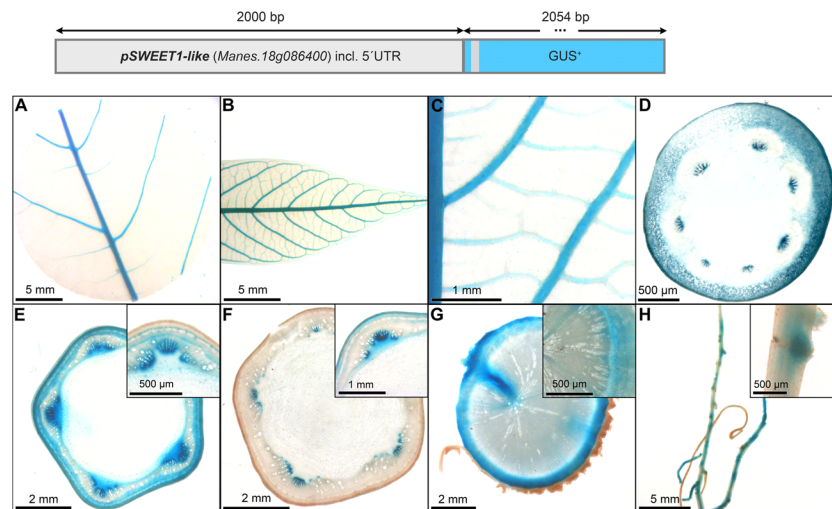 2000 bp
2054 bp
...
pSWEET1-like (Manes.18g086400) incl. 5´UTR
GUS⁺
A
5 mm
B
5 mm
C
1 mm
D
500 µm
E
500 µm
2 mm
F
1 mm
2 mm
G
500 µm
2 mm
H
500 µm
5 mm